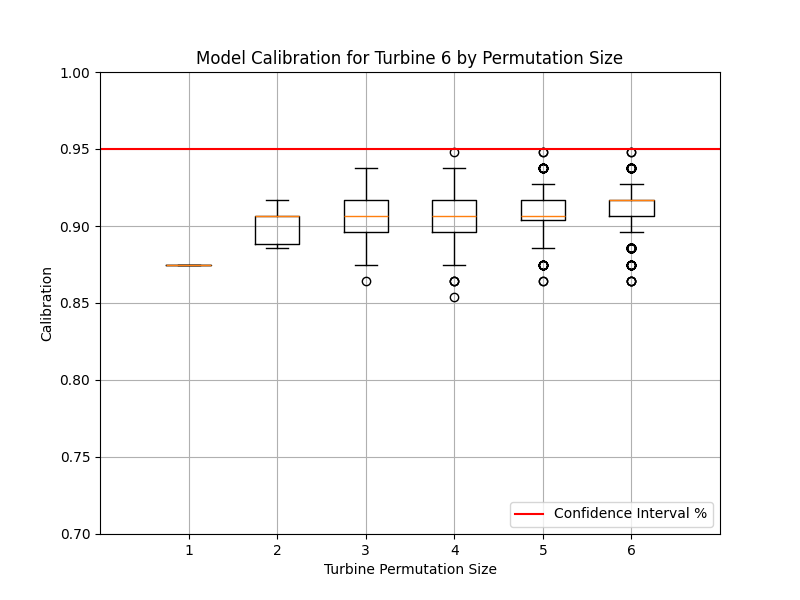 Model Calibration for Turbine 6 by Permutation Size
1.00
0.95
0.90
0.85
0.80
0.75
0.70
Calibration
1 2 3 4 5 6
Turbine Permutation Size
Confidence Interval %